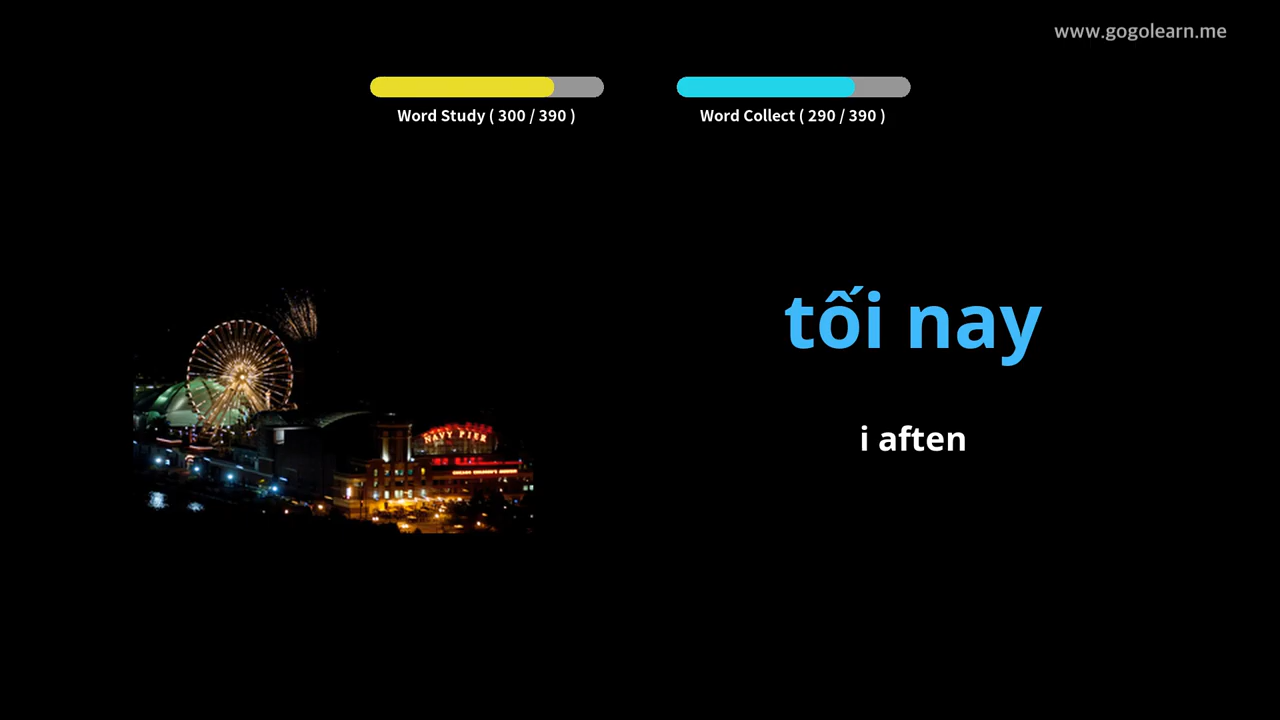 www.gogolearn.me
Word Study ( 300 / 390 )
Word Collect ( 290 / 390 )
tối nay
i aften
NAVY PIER